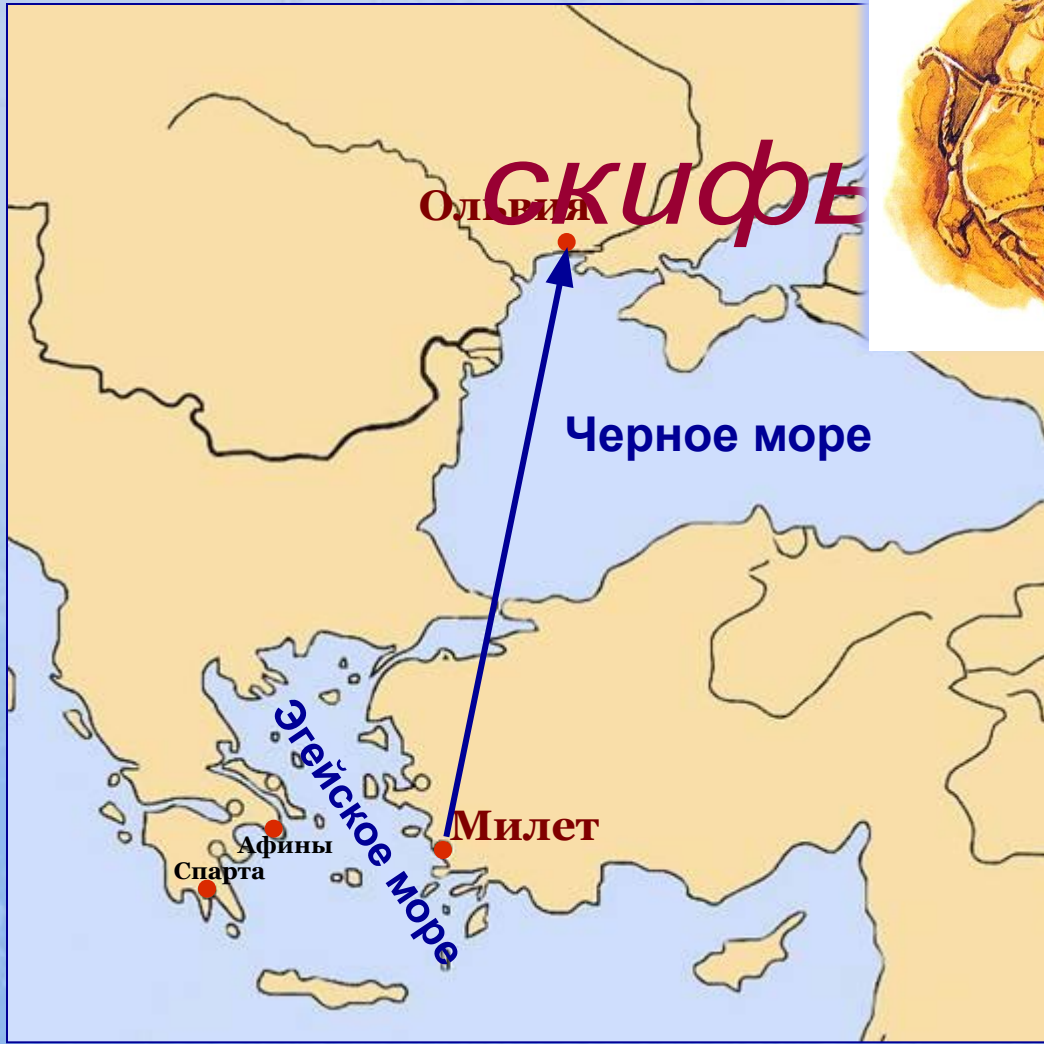 скифы
Ольвия
Черное море
Эгейское море
Милет
Афины
Спарта